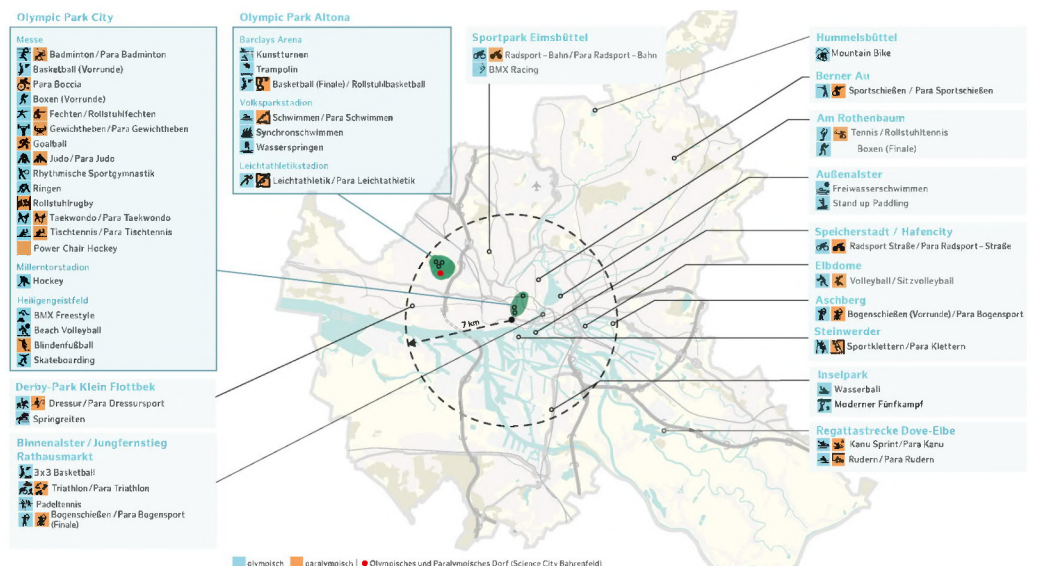 Olympic Park City
Messe
Badminton/Para Badminton
Basketball (Vorrunde)
Para Boccia
Boxen (Vorrunde)
Fechten/Rollstuhlfechten
Gewichtheben/Para Gewichtheben
Goalball
Judo/Para Judo
Rhythmische Sportgymnastik
Ringen
Rollstuhlrugby
Taekwondo/Para Taekwondo
Tischtennis/Para Tischtennis
Power Chair Hockey
Millerntorstadion
Hockey
Heiligengeistfeld
BMX Freestyle
Beach Volleyball
Blindenfußball
Skateboarding
Derby-Park Klein Flottbek
Dressur/Para Dressursport
Springreiten
Binnenalster/Jungfernstieg
Rathausmarkt
3x3 Basketball
Triathlon/Para Triathlon
Padeltennis
Bogenschießen/Para Bogensport
(Finale)
Olympic Park Altona
Barclays Arena
Kunstturnen
Trampolin
Basketball (Finale)/Rollstuhlbasketball
Volksparkstadion
Schwimmen/Para Schwimmen
Synchronschwimmen
Wasserspringen
Leichtathletikstadion
Leichtathletik/Para Leichtathletik
Sportpark Eimsbüttel
Radsport-Bahn/Para Radsport-Bahn
BMX Racing
7 km
Hummelsbüttel
Mountain Bike
Berner Au
Sportschießen / Para Sportschießen
Am Rothenbaum
Tennis/Rollstuhltennis
Boxen (Finale)
Außenalster
Freiwasserschwimmen
Stand up Paddling
Speicherstadt / Hafencity
Radsport Straße/Para Radsport-Straße
Elbdome
Volleyball/Sitzvolleyball
Aschberg
Bogenschießen (Vorrunde)/Para Bogensport
Steinwerder
Sportklettern/Para Klettern
Inselpark
Wasserball
Moderner Fünfkampf
Regattastrecke Dove-Elbe
Kanu Sprint/Para Kanu
Rudern/Para Rudern
olympisch paralympisch | Olympisches und Paralympisches Dorf (Science City Bahrenfeld)